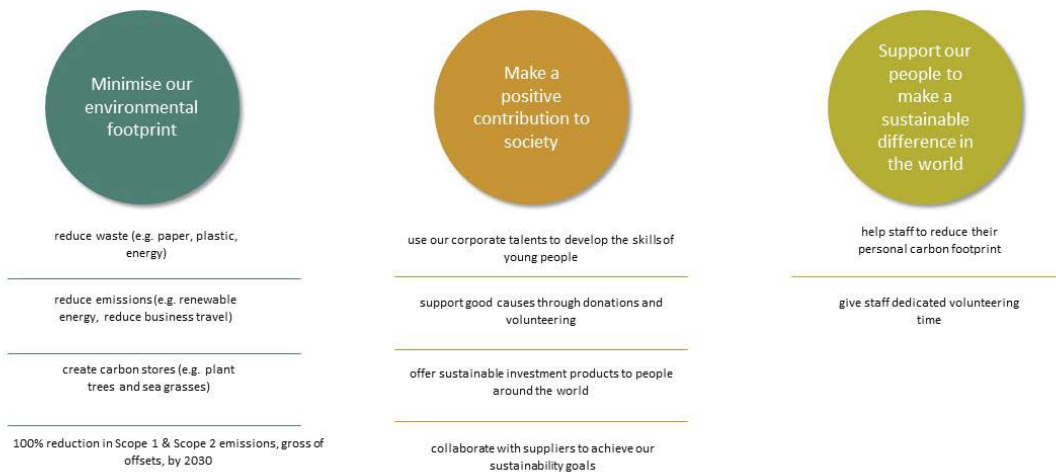 Minimise our
environmental
footprint
reduce waste (e.g. paper, plastic,
energy)
reduce emissions (e.g. renewable
energy, reduce business travel)
create carbon stores (e.g. plant
trees and sea grasses)
100% reduction in Scope 1 & Scope 2 emissions, gross of
offsets, by 2030
Make a
positive
contribution to
society
use our corporate talents to develop the skills of
young people
support good causes through donations and
volunteering
offer sustainable investment products to people
around the world
collaborate with suppliers to achieve our
sustainability goals
Support our
people to
make a
sustainable
difference in
the world
help staff to reduce their
personal carbon footprint
give staff dedicated volunteering
time